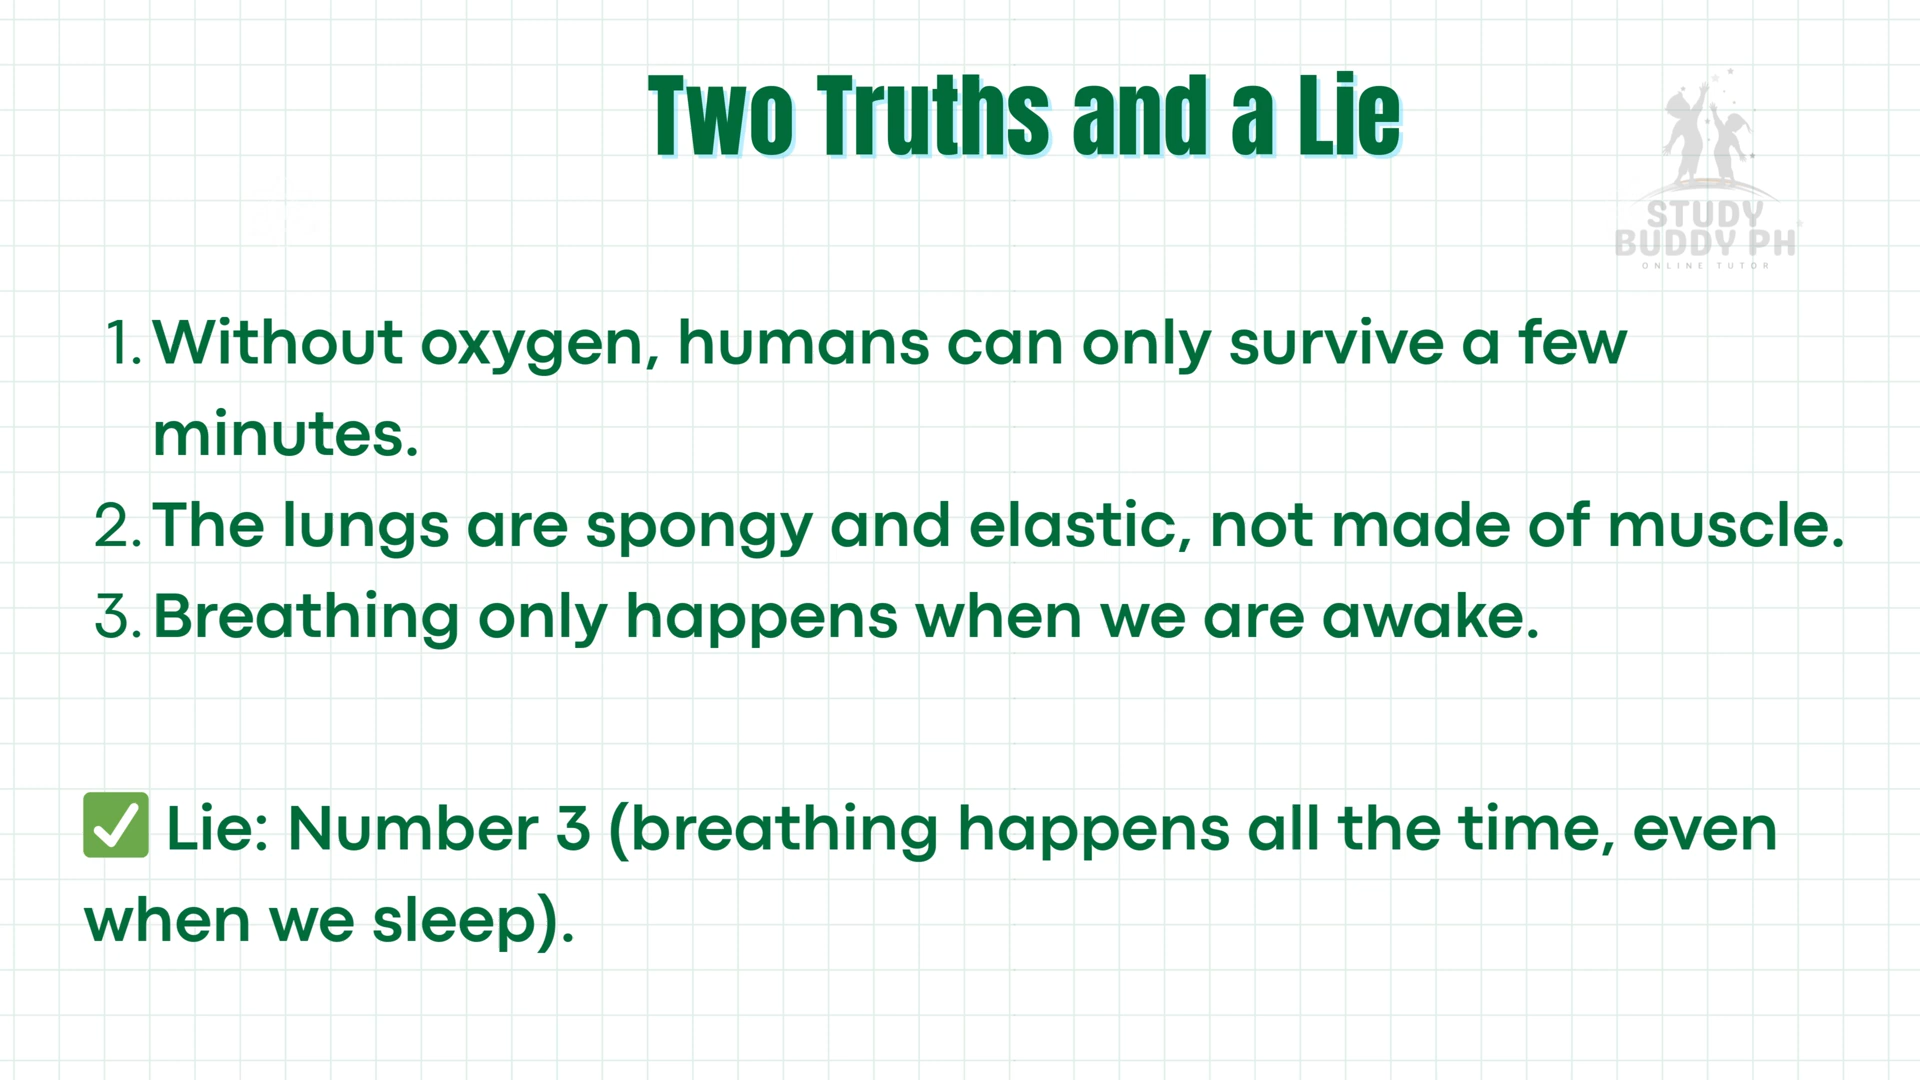 Two Truths and a Lie
STUDY
BUDDY PH
ONLINE TUTOR
1. Without oxygen, humans can only survive a few
minutes.
2. The lungs are spongy and elastic, not made of muscle.
3. Breathing only happens when we are awake.
✅ Lie: Number 3 (breathing happens all the time, even
when we sleep).